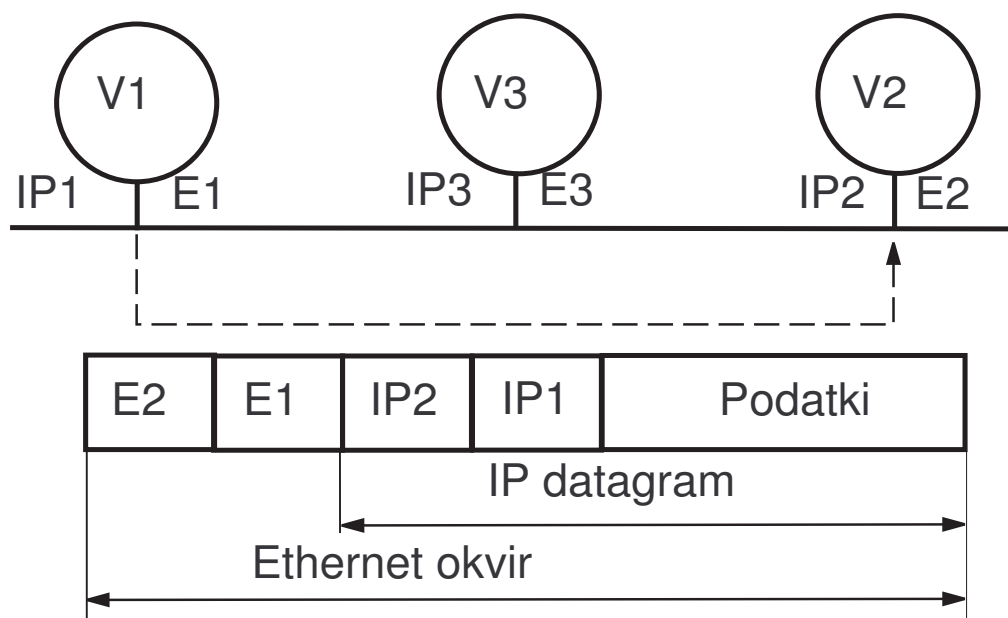 V1 V3 V2
IP1 E1 IP3 E3 IP2 E2
E2 E1 IP2 IP1 Podatki
IP datagram
Ethernet okvir